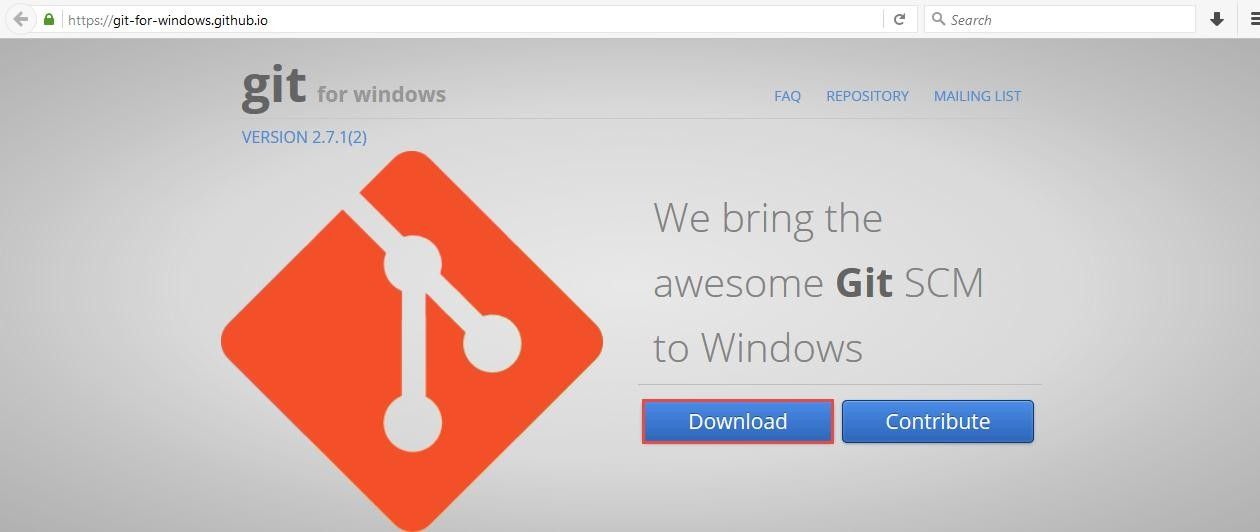 https://git-for-windows.github.io
Search
git for windows
FAQ REPOSITORY MAILING LIST
VERSION 2.7.1(2)
We bring the
awesome Git SCM
to Windows
Download Contribute